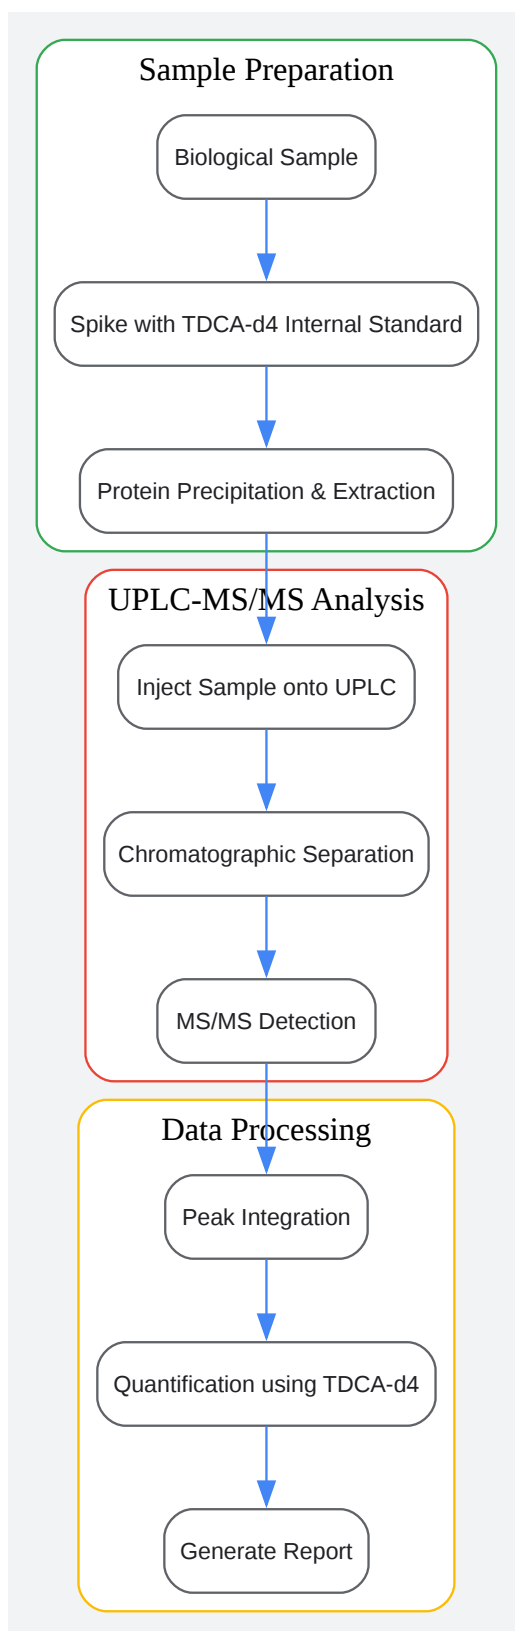 Sample Preparation
Biological Sample
Spike with TDCA-d4 Internal Standard
Protein Precipitation & Extraction
UPLC-MS/MS Analysis
Inject Sample onto UPLC
Chromatographic Separation
MS/MS Detection
Data Processing
Peak Integration
Quantification using TDCA-d4
Generate Report